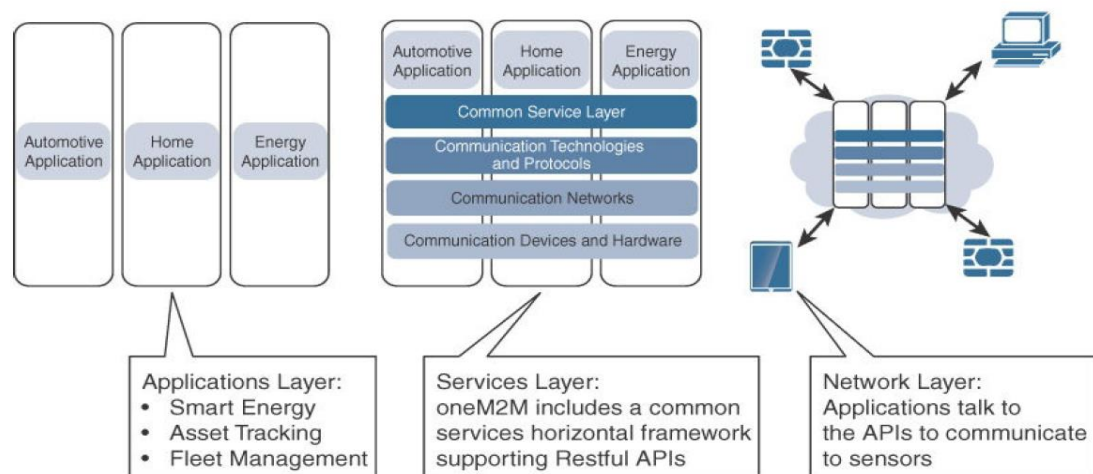 Automotive
Application
Home
Application
Energy
Application
Automotive
Application
Home
Application
Energy
Application
Common Service Layer
Communication Technologies
and Protocols
Communication Networks
Communication Devices and Hardware
Applications Layer:
• Smart Energy
• Asset Tracking
• Fleet Management
Services Layer:
oneM2M includes a common
services horizontal framework
supporting Restful APIs
Network Layer:
Applications talk to
the APIs to communicate
to sensors